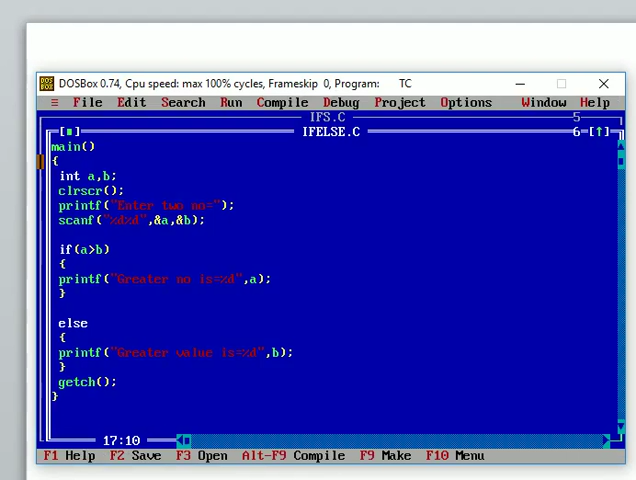 DOS BOX DOSBox 0.74, Cpu speed: max 100% cycles, Frameskip 0, Program: TC
≡ File Edit Search Run Compile Debug Project Options Window Help
IFS.C 5
[■] IFELSE.C 6 [↑]
main()
{
int a,b;
clrscr();
printf("Enter two no=");
scanf("%d%d",&a,&b);
if(a>b)
{
printf("Greater no is=%d",a);
}
else
{
printf("Greater value is=%d",b);
}
getch();
}
17:10
F1 Help F2 Save F3 Open Alt-F9 Compile F9 Make F10 Menu